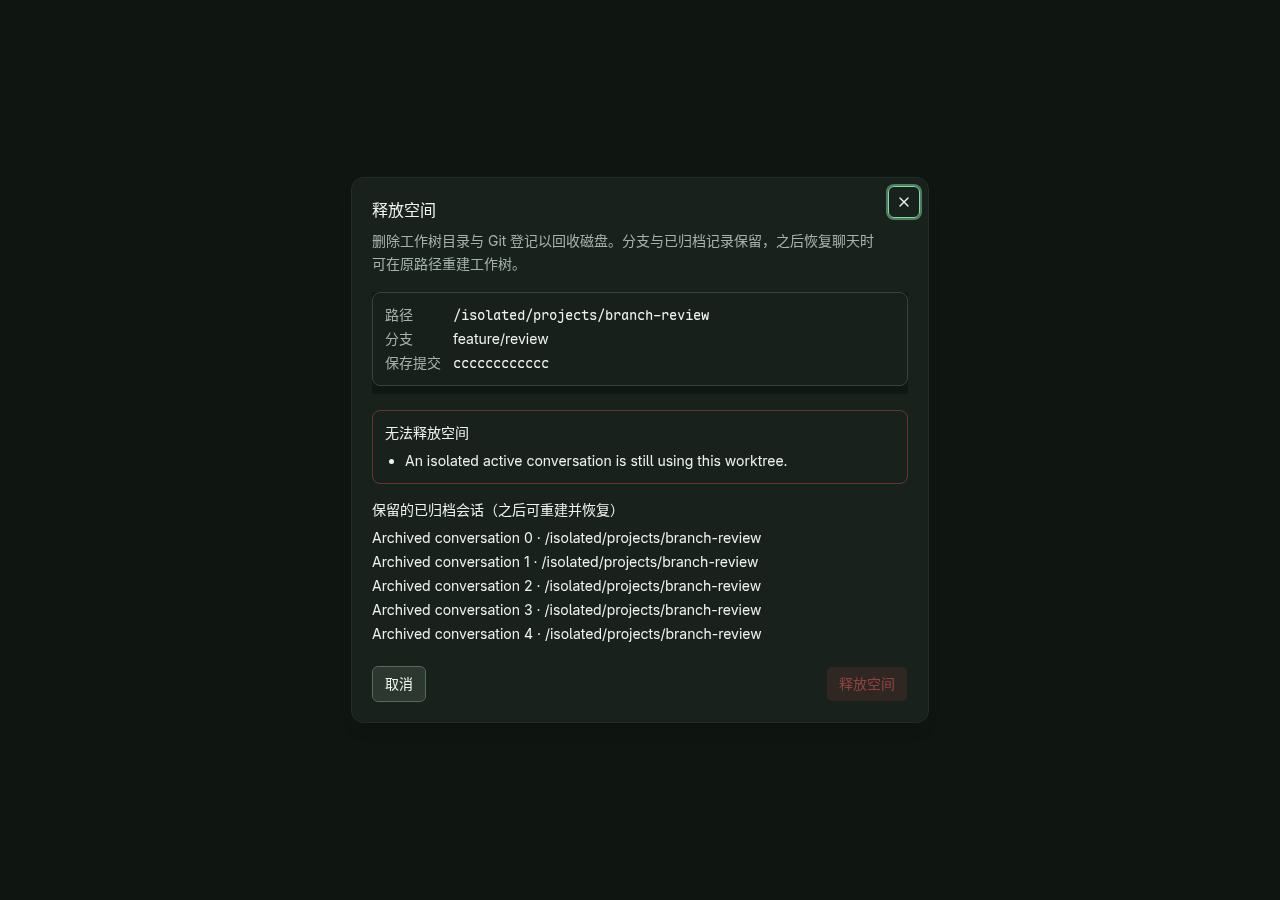 释放空间
删除工作树目录与 Git 登记以回收磁盘。分支与已归档记录保留，之后恢复聊天时
可在原路径重建工作树。
路径 /isolated/projects/branch-review
分支 feature/review
保存提交 cccccccccccc
无法释放空间
• An isolated active conversation is still using this worktree.
保留的已归档会话（之后可重建并恢复）
Archived conversation 0 · /isolated/projects/branch-review
Archived conversation 1 · /isolated/projects/branch-review
Archived conversation 2 · /isolated/projects/branch-review
Archived conversation 3 · /isolated/projects/branch-review
Archived conversation 4 · /isolated/projects/branch-review
取消 释放空间